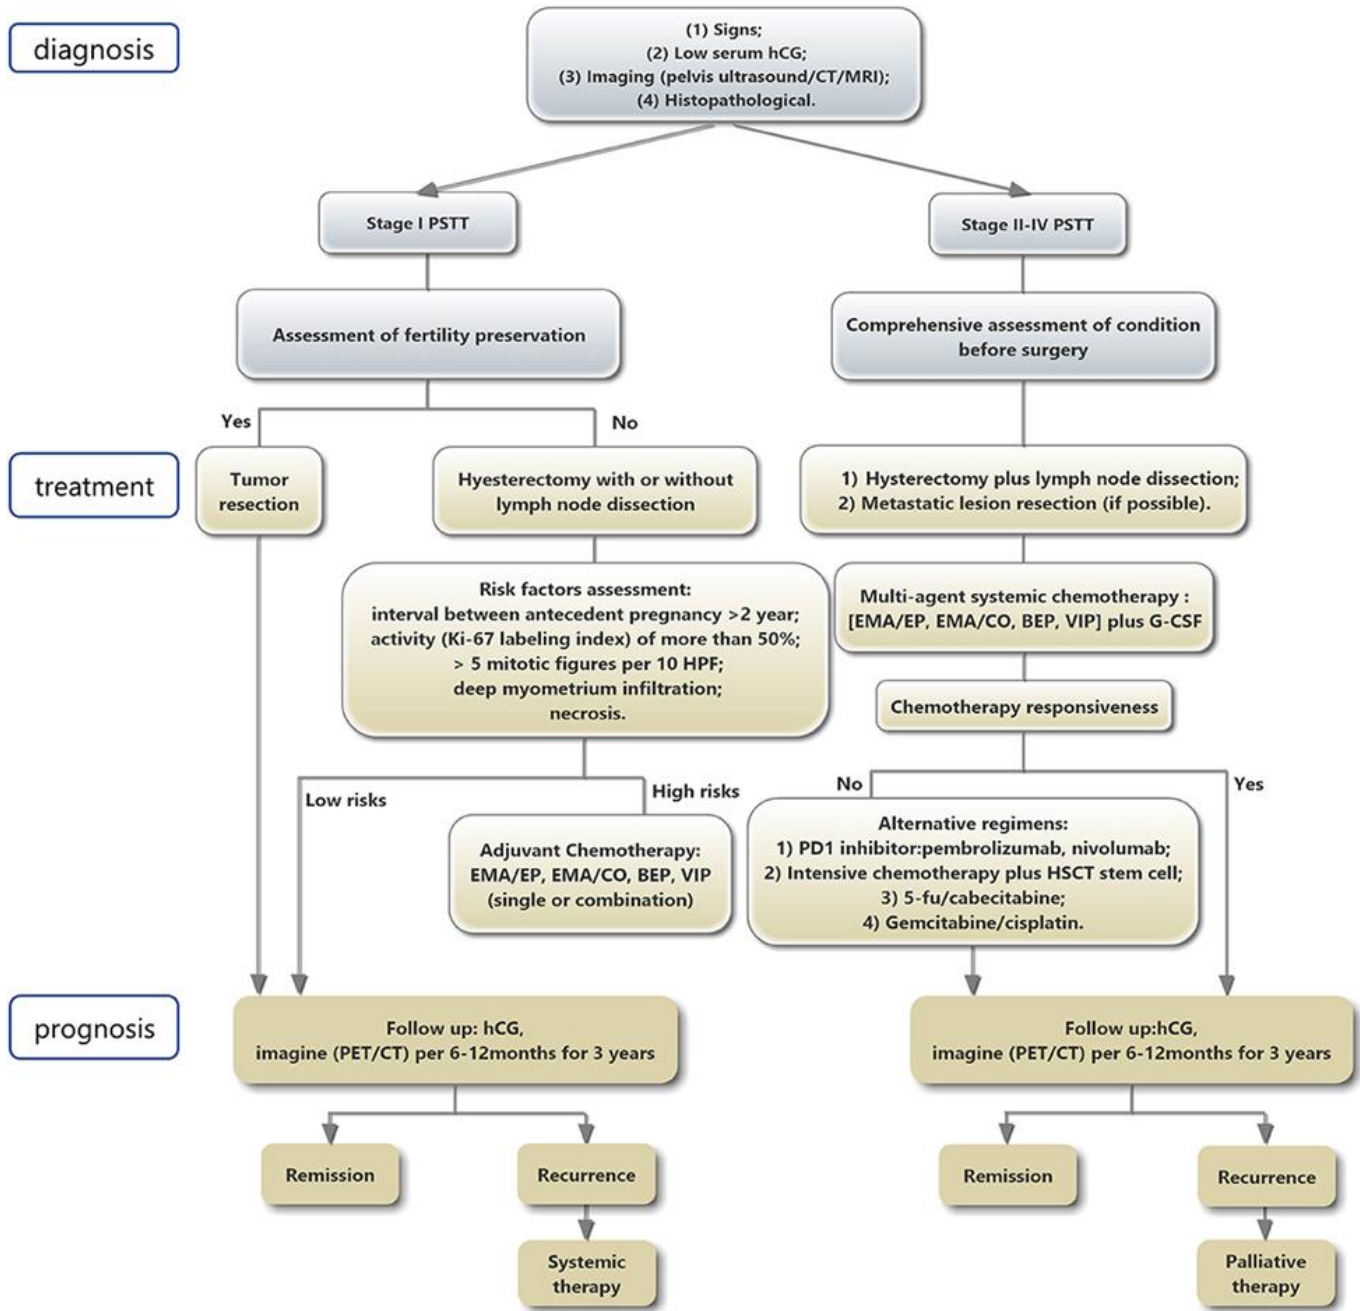 diagnosis
(1) Signs;
(2) Low serum hCG;
(3) Imaging (pelvis ultrasound/CT/MRI);
(4) Histopathological.
Stage I PSTT
Stage II-IV PSTT
Assessment of fertility preservation
Comprehensive assessment of condition
before surgery
Yes
No
treatment
Tumor
resection
Hyesterectomy with or without
lymph node dissection
1) Hysterectomy plus lymph node dissection;
2) Metastatic lesion resection (if possible).
Risk factors assessment:
interval between antecedent pregnancy >2 year;
activity (Ki-67 labeling index) of more than 50%;
> 5 mitotic figures per 10 HPF;
deep myometrium infiltration;
necrosis.
Multi-agent systemic chemotherapy :
[EMA/EP, EMA/CO, BEP, VIP] plus G-CSF
Chemotherapy responsiveness
Low risks
High risks
No
Yes
Adjuvant Chemotherapy:
EMA/EP, EMA/CO, BEP, VIP
(single or combination)
Alternative regimens:
1) PD1 inhibitor:pembrolizumab, nivolumab;
2) Intensive chemotherapy plus HSCT stem cell;
3) 5-fu/cabecitabine;
4) Gemcitabine/cisplatin.
prognosis
Follow up: hCG,
imagine (PET/CT) per 6-12months for 3 years
Follow up:hCG,
imagine (PET/CT) per 6-12months for 3 years
Remission
Recurrence
Remission
Recurrence
Systemic
therapy
Palliative
therapy